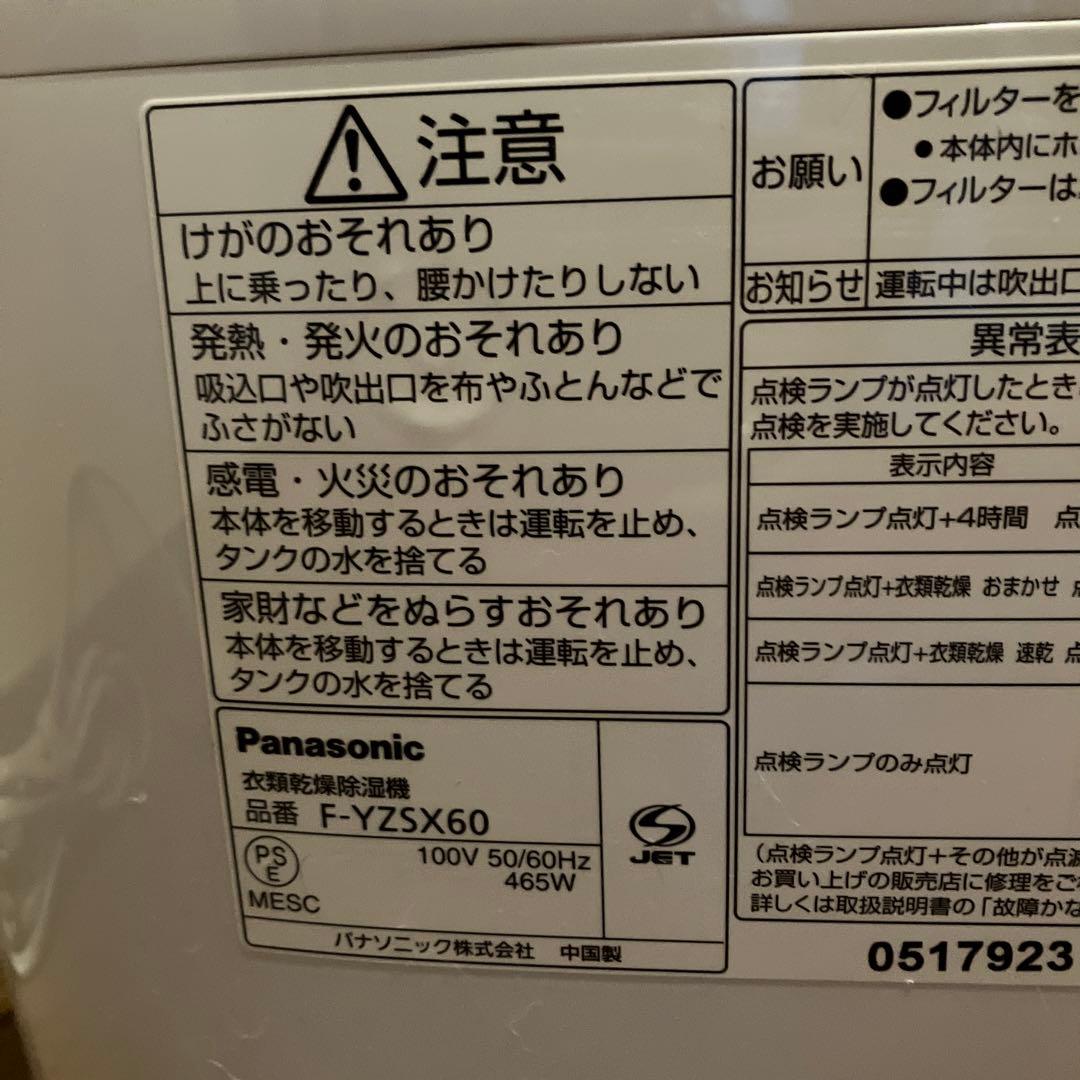 注意
けがのおそれあり
上に乗ったり、腰かけたりしない
発熱・発火のおそれあり
吸込口や吹出口を布やふとんなどで
ふさがない
感電・火災のおそれあり
本体を移動するときは運転を止め、
タンクの水を捨てる
家財などをぬらすおそれあり
本体を移動するときは運転を止め、
タンクの水を捨てる
Panasonic
衣類乾燥除湿機
品番 F-YZSX60
PS
E
MESC
100V 50/60Hz
465W
JET
パナソニック株式会社 中国製
お願い
●フィルターを
●本体内にホ
●フィルターは
お知らせ 運転中は吹出口
異常表
点検ランプが点灯したとき
点検を実施してください。
表示内容
点検ランプ点灯+4時間 点
点検ランプ点灯+衣類乾燥 おまかせ 点
点検ランプ点灯+衣類乾燥 速乾 点
点検ランプのみ点灯
(点検ランプ点灯+その他が点滅
お買い上げの販売店に修理をご
詳しくは取扱説明書の「故障かな
0517923